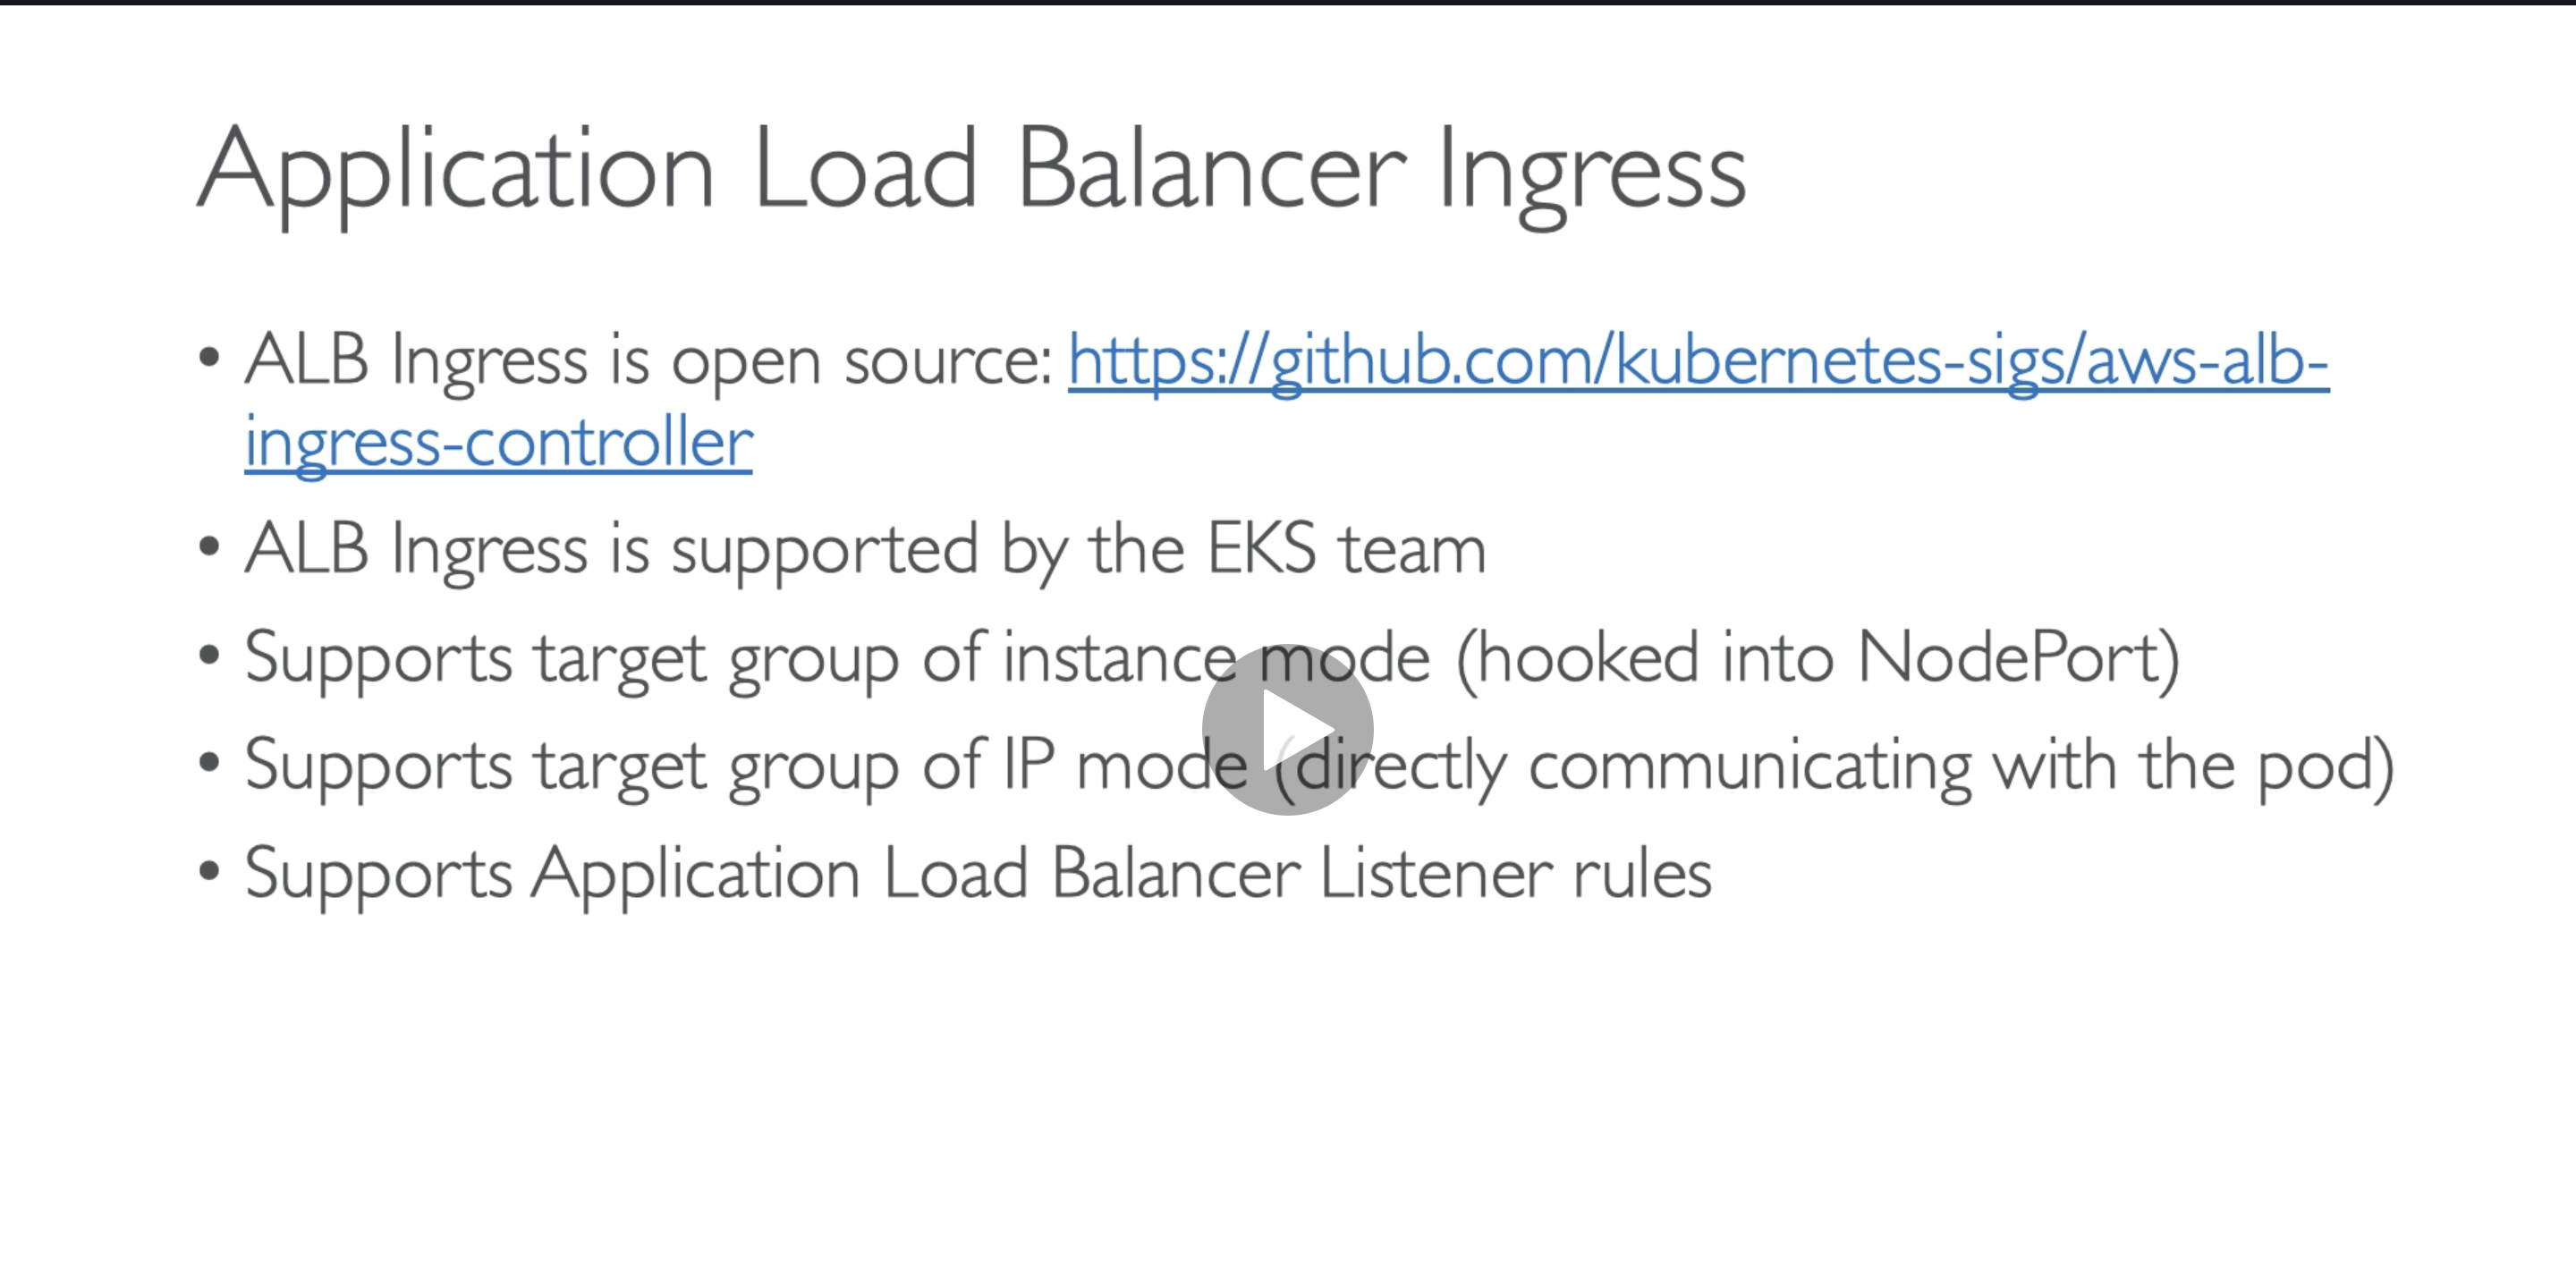 Application Load Balancer Ingress
• ALB Ingress is open source: https://github.com/kubernetes-sigs/aws-alb-
ingress-controller
• ALB Ingress is supported by the EKS team
• Supports target group of instance mode (hooked into NodePort)
• Supports target group of IP mode (directly communicating with the pod)
• Supports Application Load Balancer Listener rules